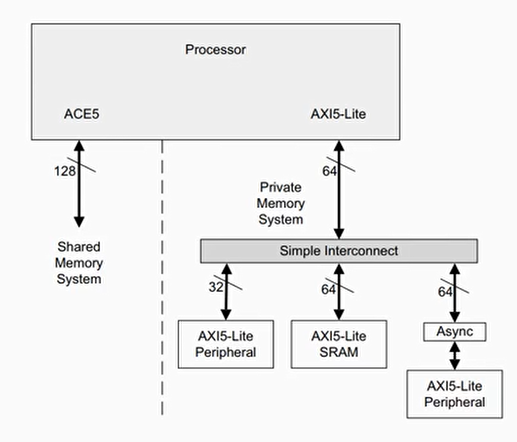 Processor
ACE5
AXI5-Lite
128
64
Private
Memory
System
Shared
Memory
System
Simple Interconnect
32
64
64
AXI5-Lite
Peripheral
AXI5-Lite
SRAM
Async
AXI5-Lite
Peripheral